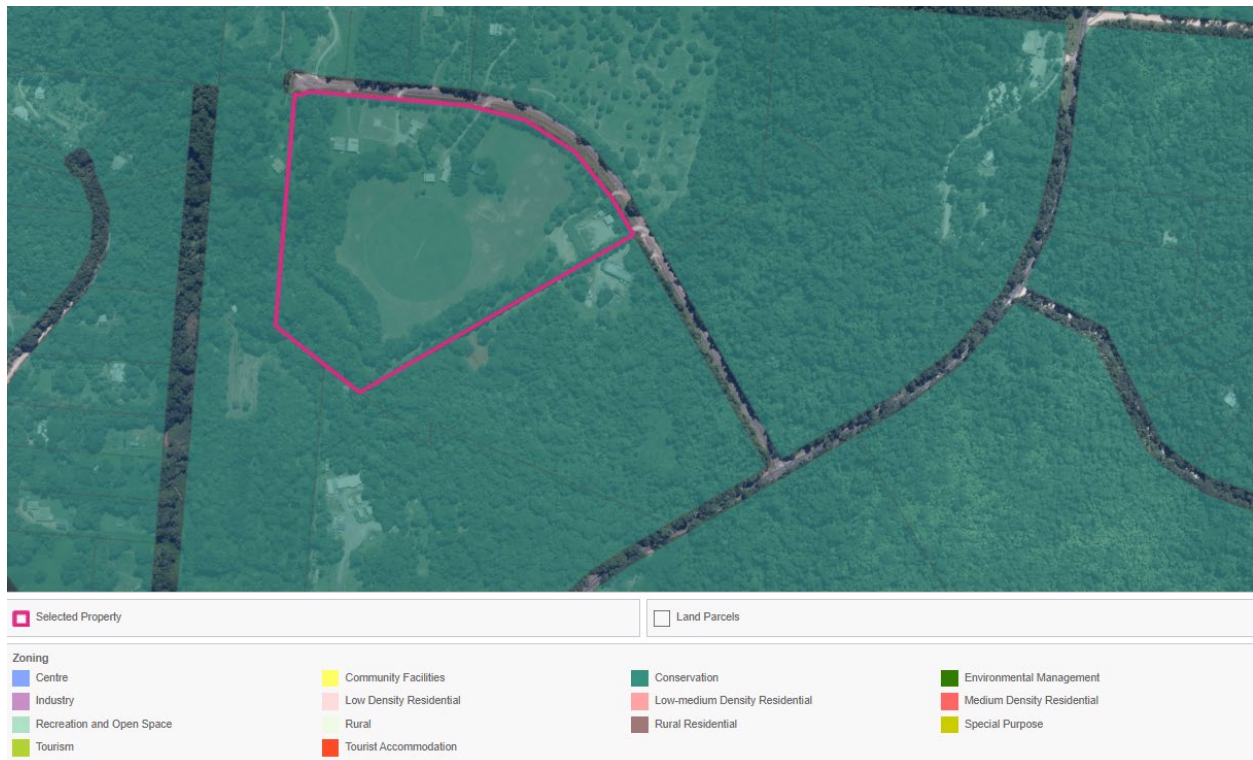 Selected Property
Land Parcels
Zoning
Centre
Community Facilities
Conservation
Environmental Management
Industry
Low Density Residential
Low-medium Density Residential
Medium Density Residential
Recreation and Open Space
Rural
Rural Residential
Special Purpose
Tourism
Tourist Accommodation